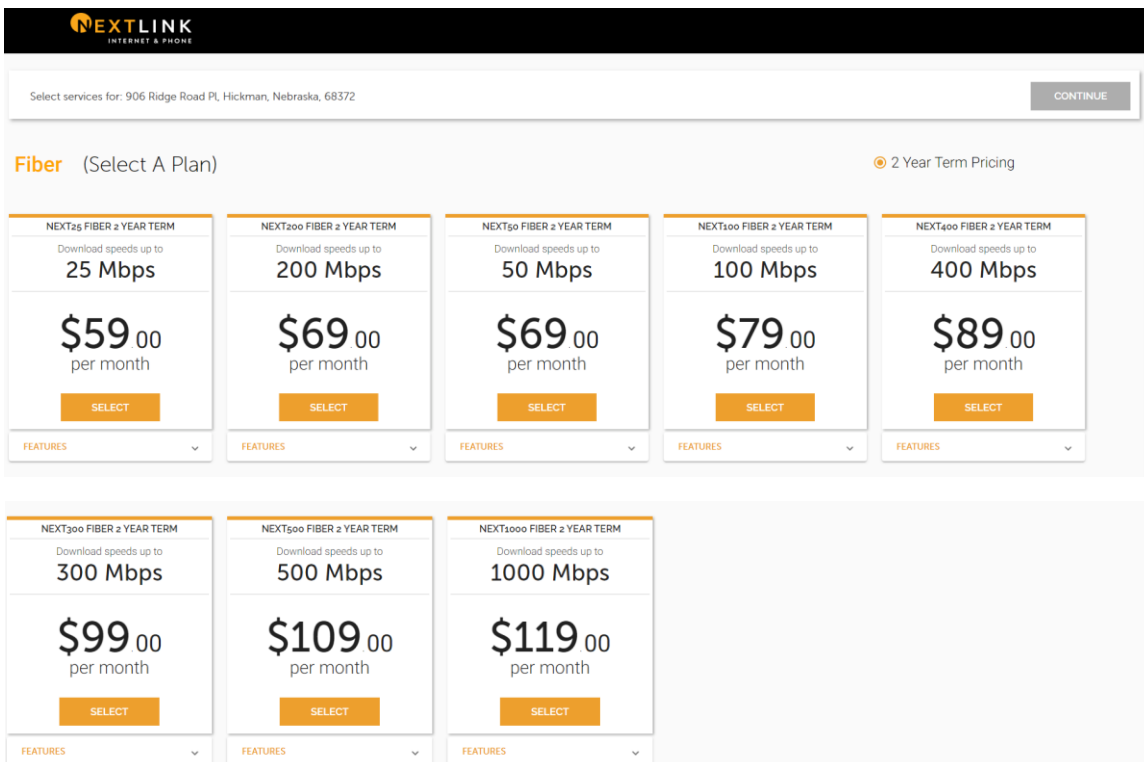 NEXTLINK
INTERNET & PHONE
Select services for: 906 Ridge Road Pl, Hickman, Nebraska, 68372
CONTINUE
Fiber (Select A Plan)
2 Year Term Pricing
NEXT25 FIBER 2 YEAR TERM
Download speeds up to
25 Mbps
$59.00
per month
SELECT
FEATURES
NEXT200 FIBER 2 YEAR TERM
Download speeds up to
200 Mbps
$69.00
per month
SELECT
FEATURES
NEXT50 FIBER 2 YEAR TERM
Download speeds up to
50 Mbps
$69.00
per month
SELECT
FEATURES
NEXT100 FIBER 2 YEAR TERM
Download speeds up to
100 Mbps
$79.00
per month
SELECT
FEATURES
NEXT400 FIBER 2 YEAR TERM
Download speeds up to
400 Mbps
$89.00
per month
SELECT
FEATURES
NEXT300 FIBER 2 YEAR TERM
Download speeds up to
300 Mbps
$99.00
per month
SELECT
FEATURES
NEXT500 FIBER 2 YEAR TERM
Download speeds up to
500 Mbps
$109.00
per month
SELECT
FEATURES
NEXT1000 FIBER 2 YEAR TERM
Download speeds up to
1000 Mbps
$119.00
per month
SELECT
FEATURES